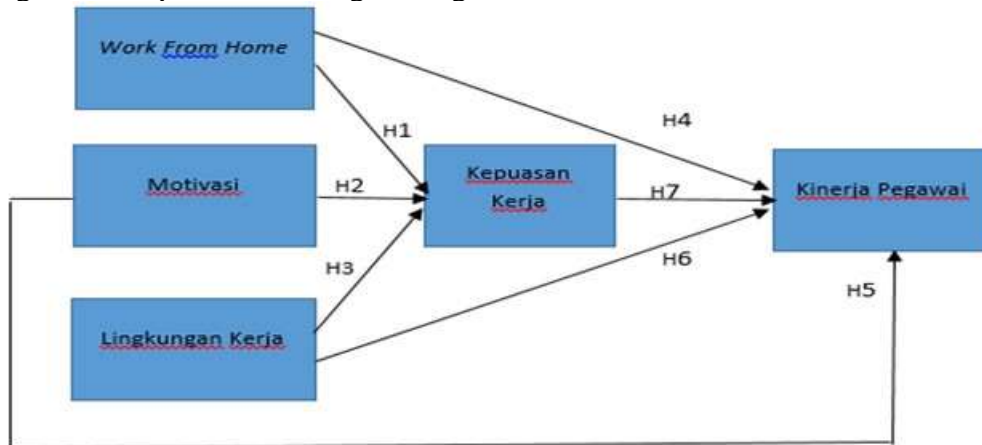 Work From Home
H4
H1
Motivasi
H2
Kepuasan
Kerja
H7
Kinerja Pegawai
H3
H6
H5
Lingkungan Kerja